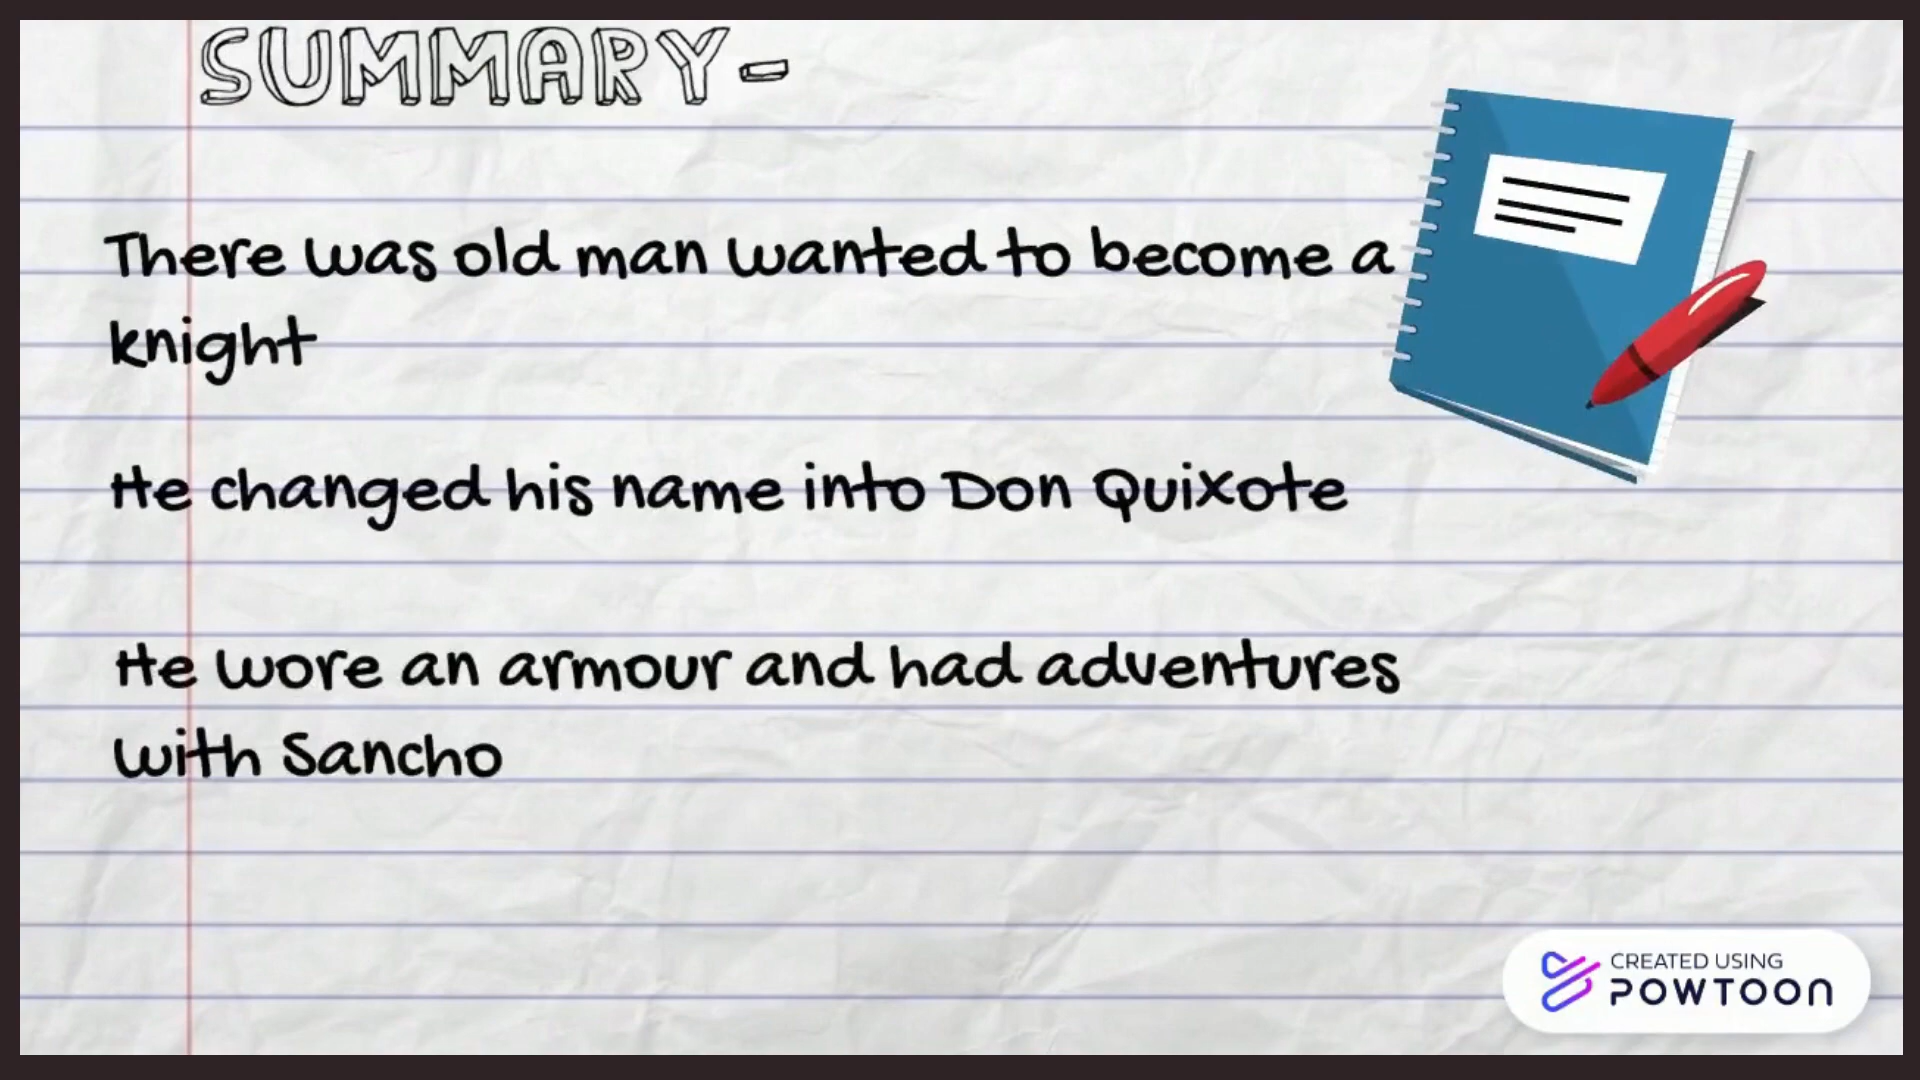 SUMMARY-
There was old man wanted to become a
knight
He changed his name into Don Quixote
He wore an armour and had adventures
with Sancho
CREATED USING
POWTOON